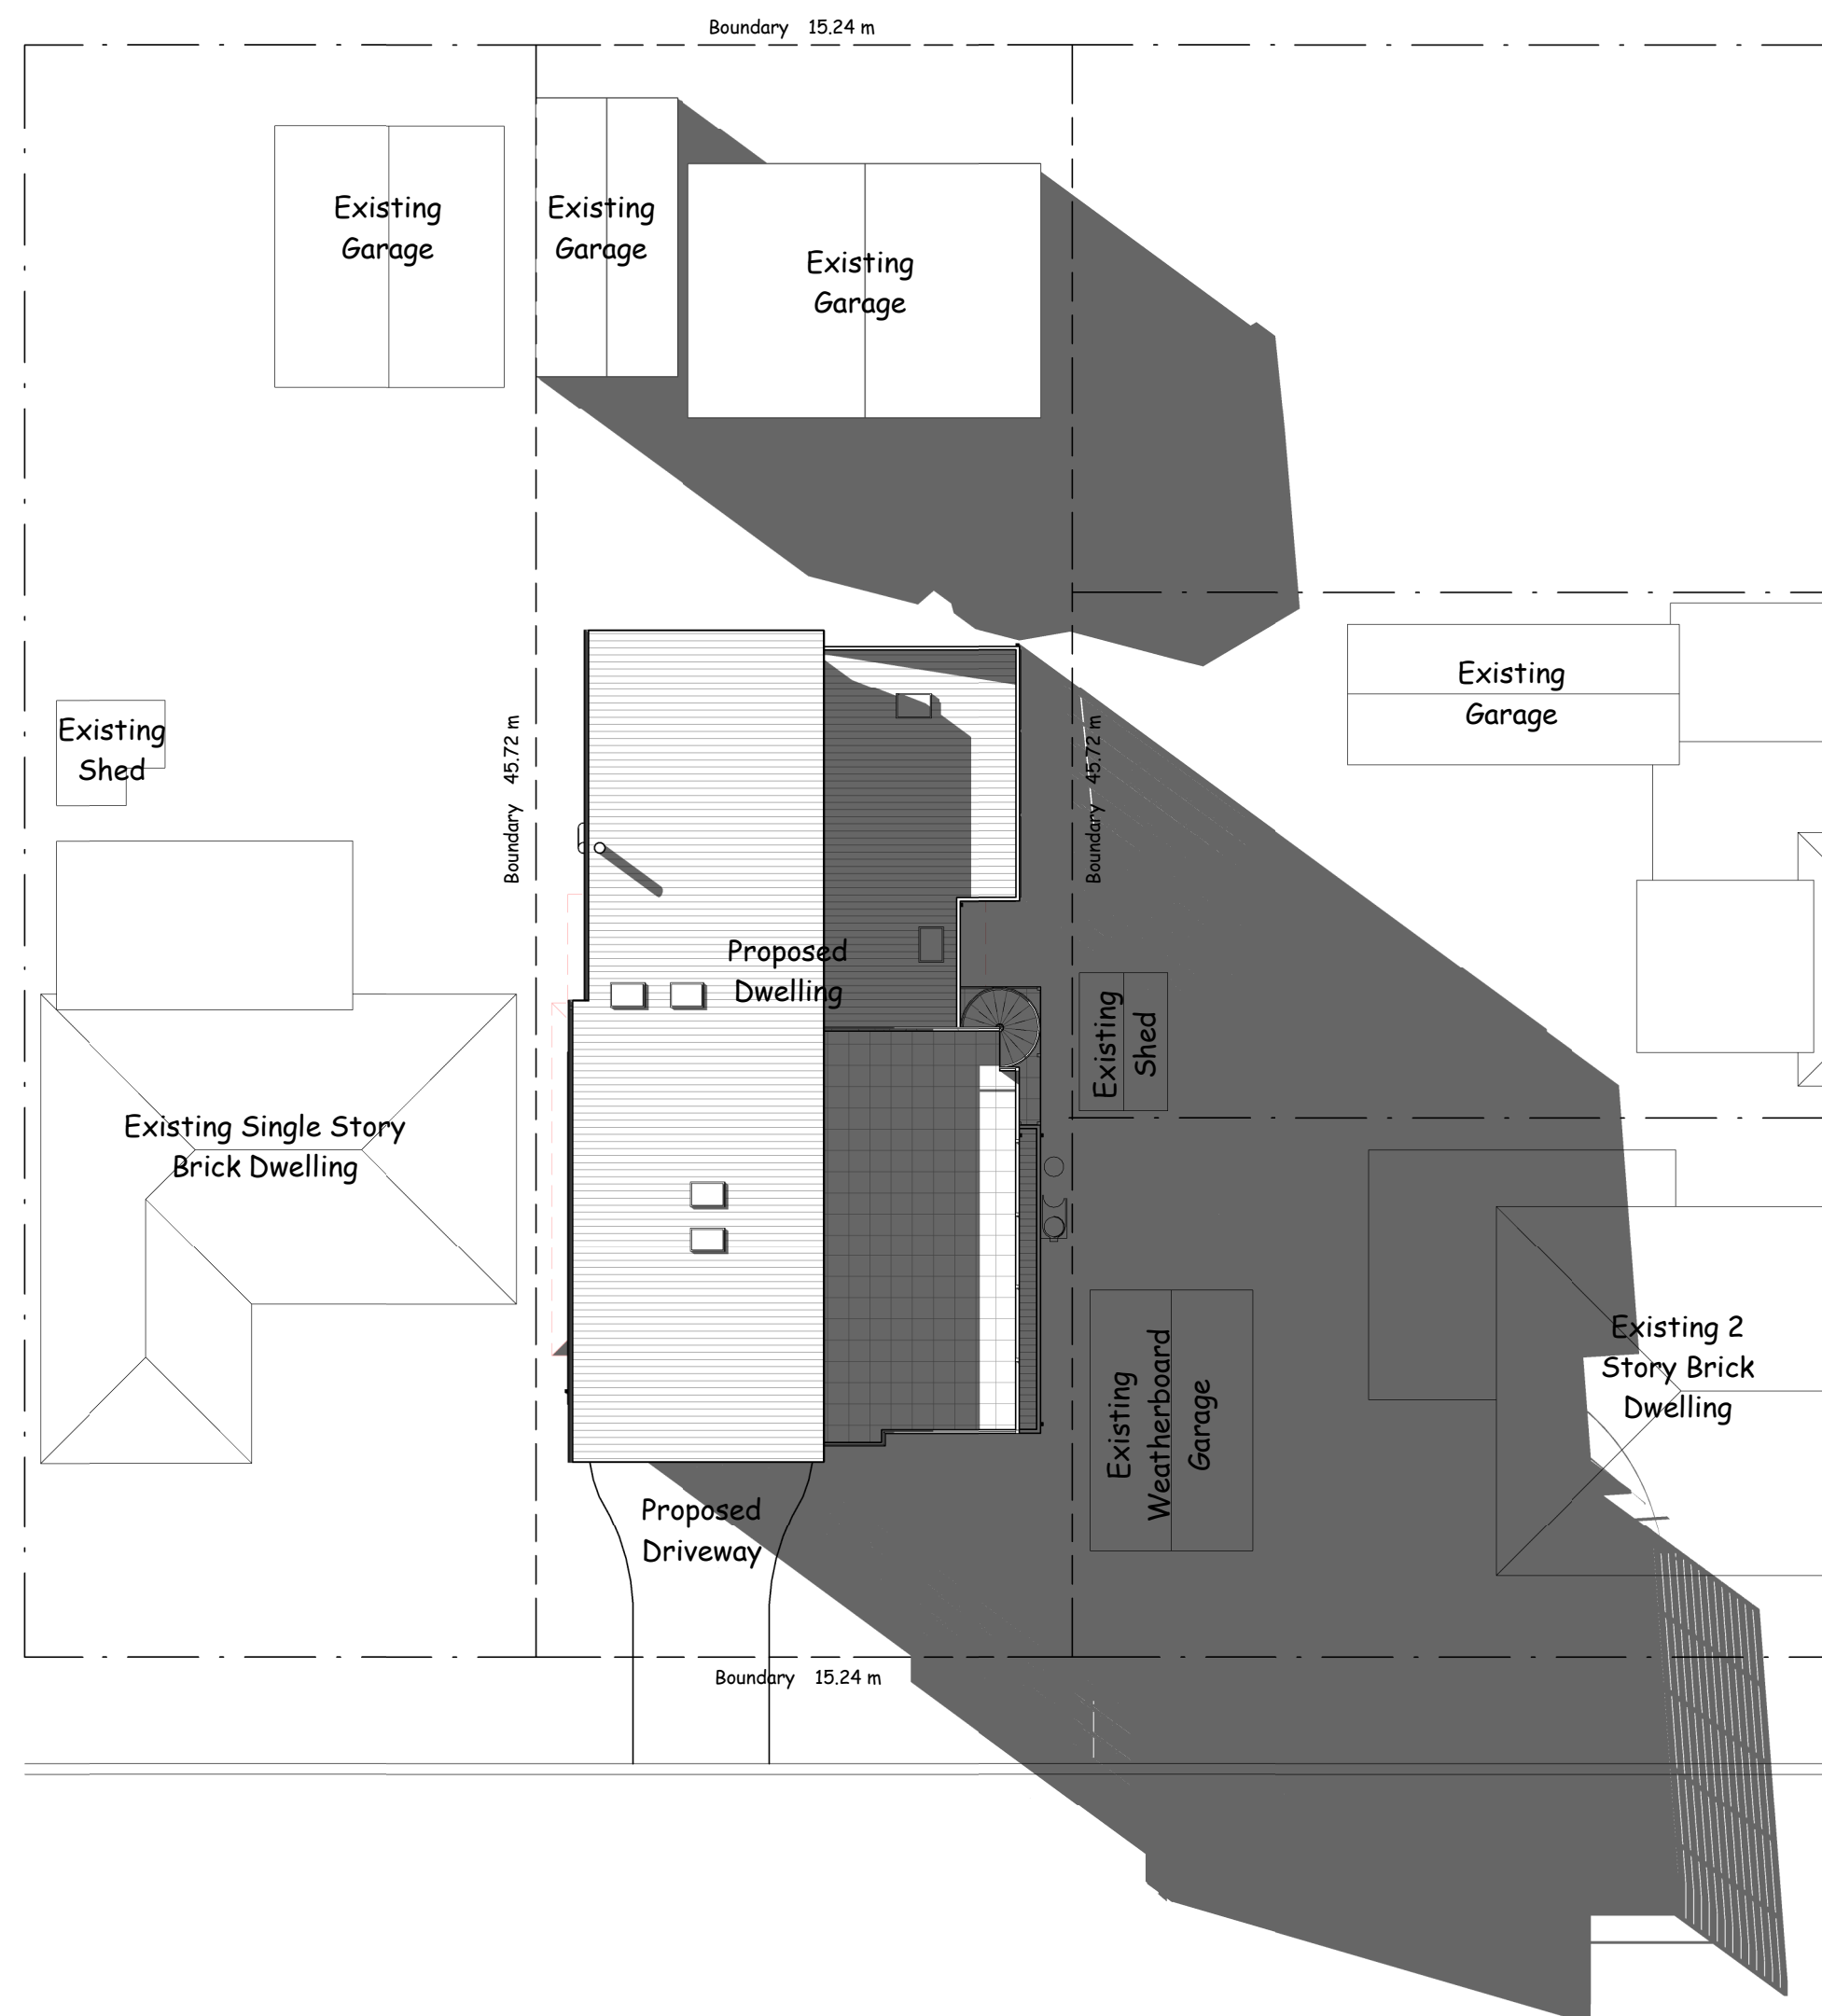 Boundary 15.24 m
Existing
Garage
Existing
Garage
Existing
Garage
Existing
Shed
Boundary 45.72 m
Boundary 45.72 m
Existing
Garage
Proposed
Dwelling
Existing
Shed
Existing Single Story
Brick Dwelling
Existing
Weatherboard
Garage
Existing 2
Story Brick
Dwelling
Proposed
Driveway
Boundary 15.24 m